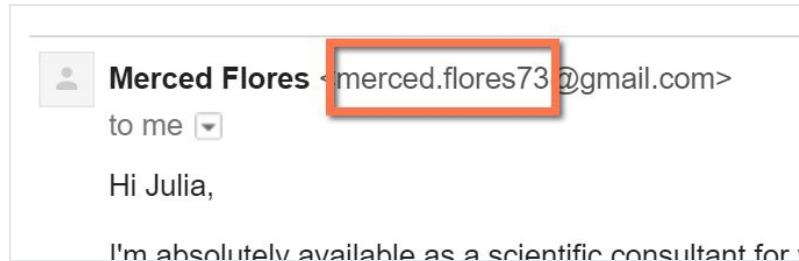 Merced Flores <merced.flores73@gmail.com>
to me
Hi Julia,
I'm absolutely available as a scientific consultant for